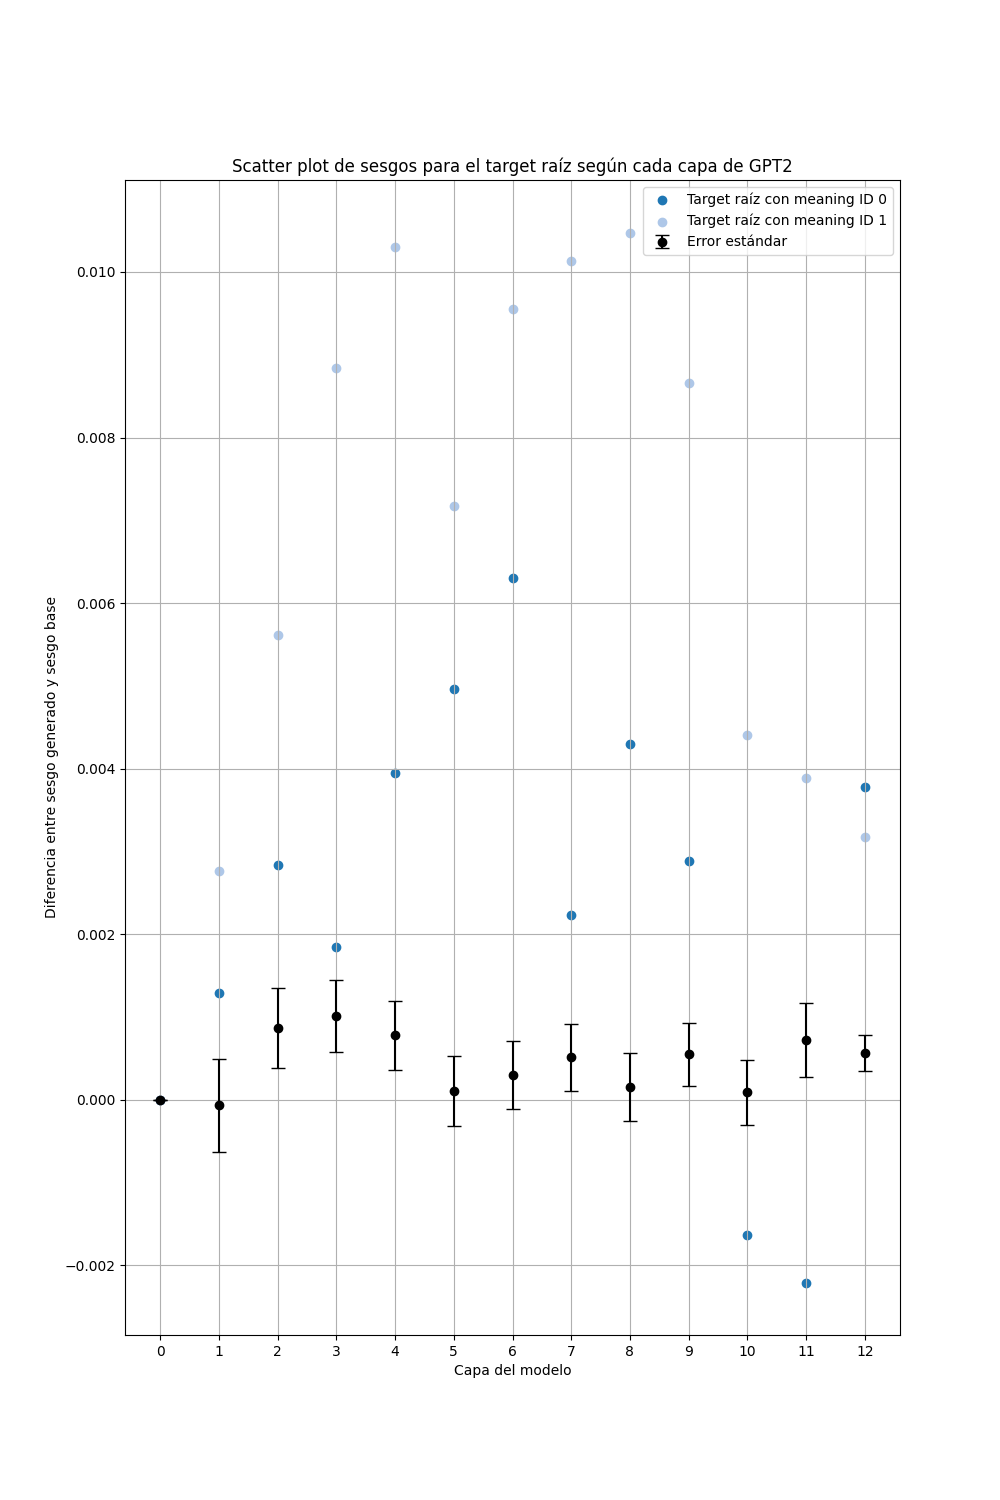 Scatter plot de sesgos para el target raíz según cada capa de GPT2
Target raíz con meaning ID 0
Target raíz con meaning ID 1
Error estándar
Diferencia entre sesgo generado y sesgo base
0.010
0.008
0.006
0.004
0.002
0.000
−0.002
0 1 2 3 4 5 6 7 8 9 10 11 12
Capa del modelo